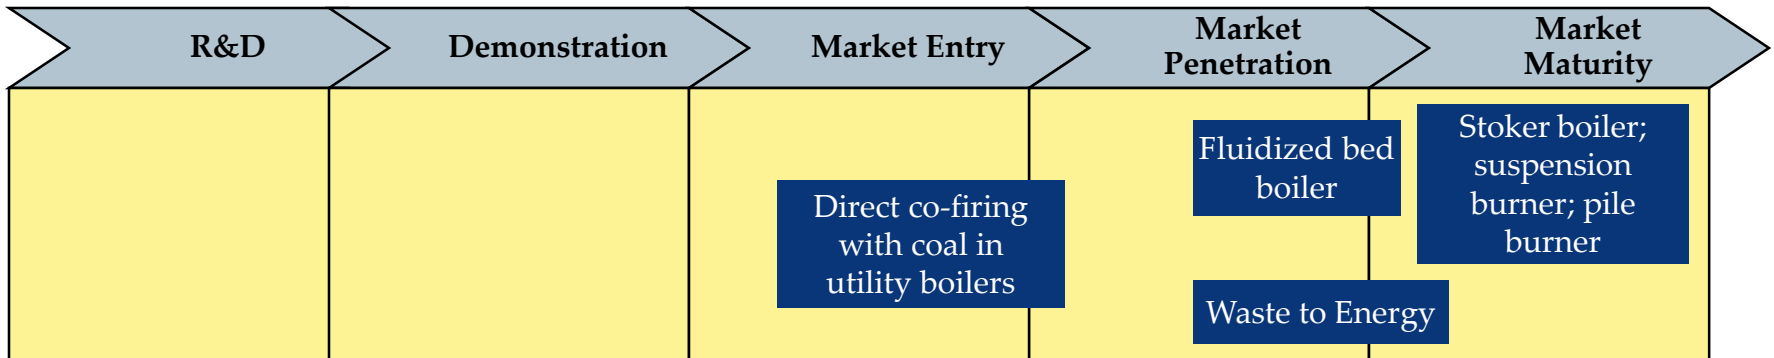 R&D
Demonstration
Market Entry
Market
Penetration
Market
Maturity
Direct co-firing
with coal in
utility boilers
Fluidized bed
boiler
Waste to Energy
Stoker boiler;
suspension
burner; pile
burner